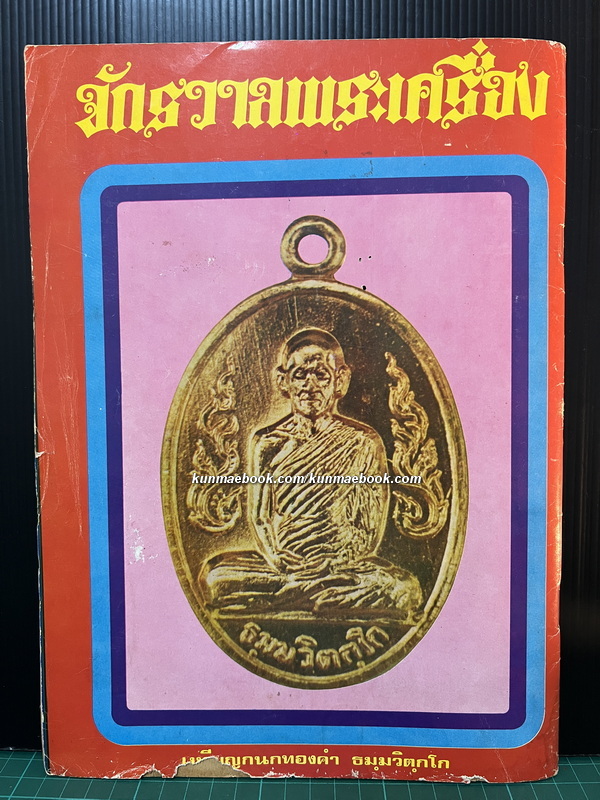 จักรวาลพระเครื่อง
kunmaebook.com/kunmaebook.com
ธมฺมวิตกฺโก
เหรียญกนกทองคำ ธมฺมวิตฺกโก